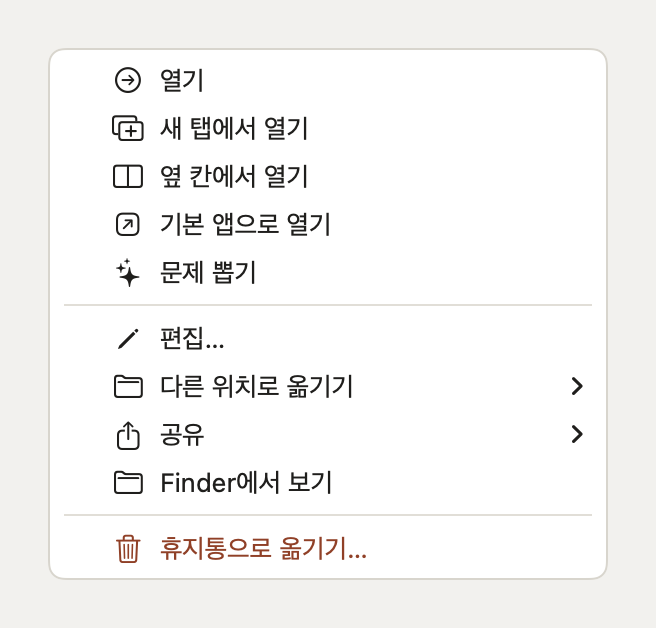 열기
새 탭에서 열기
옆 칸에서 열기
기본 앱으로 열기
문제 뽑기
편집...
다른 위치로 옮기기
공유
Finder에서 보기
휴지통으로 옮기기...